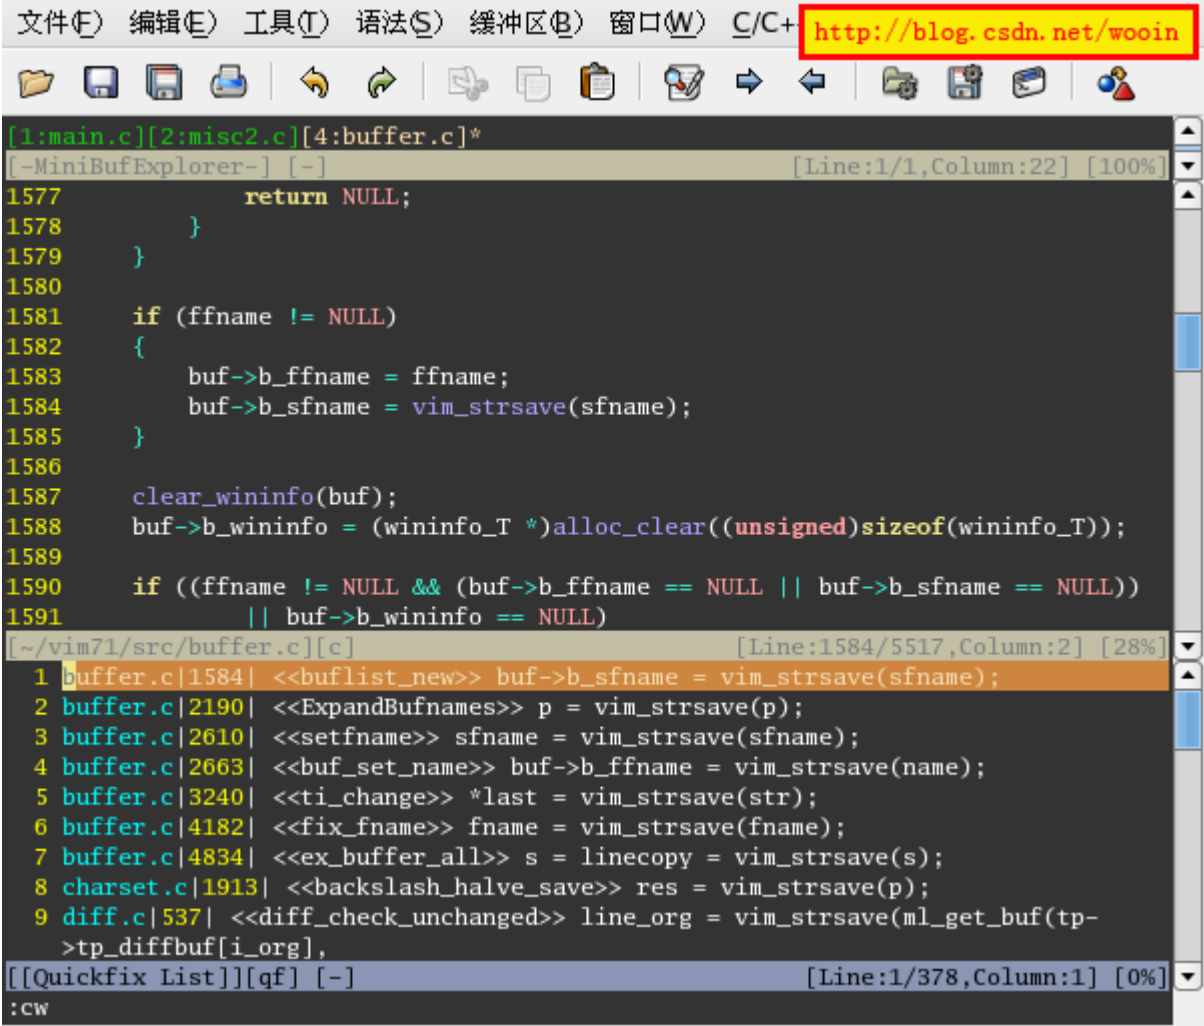 文件(F) 编辑(E) 工具(T) 语法(S) 缓冲区(B) 窗口(W) C/C+
http://blog.csdn.net/wooin
[1:main.c][2:misc2.c][4:buffer.c]*
[-MiniBufExplorer-] [-] [Line:1/1,Column:22] [100%]
1577 return NULL;
1578 }
1579 }
1580
1581 if (ffname != NULL)
1582 {
1583 buf->b_ffname = ffname;
1584 buf->b_sfname = vim_strsave(sfname);
1585 }
1586
1587 clear_wininfo(buf);
1588 buf->b_wininfo = (wininfo_T *)alloc_clear((unsigned)sizeof(wininfo_T));
1589
1590 if ((ffname != NULL && (buf->b_ffname == NULL || buf->b_sfname == NULL))
1591 || buf->b_wininfo == NULL)
[~/vim71/src/buffer.c][c] [Line:1584/5517,Column:2] [28%]
1 buffer.c|1584| <<buflist_new>> buf->b_sfname = vim_strsave(sfname);
2 buffer.c|2190| <<ExpandBufnames>> p = vim_strsave(p);
3 buffer.c|2610| <<setfname>> sfname = vim_strsave(sfname);
4 buffer.c|2663| <<buf_set_name>> buf->b_ffname = vim_strsave(name);
5 buffer.c|3240| <<ti_change>> *last = vim_strsave(str);
6 buffer.c|4182| <<fix_fname>> fname = vim_strsave(fname);
7 buffer.c|4834| <<ex_buffer_all>> s = linecopy = vim_strsave(s);
8 charset.c|1913| <<backslash_halve_save>> res = vim_strsave(p);
9 diff.c|537| <<diff_check_unchanged>> line_org = vim_strsave(ml_get_buf(tp-
>tp_diffbuf[i_org],
[[Quickfix List]][qf] [-] [Line:1/378,Column:1] [0%]
:cw